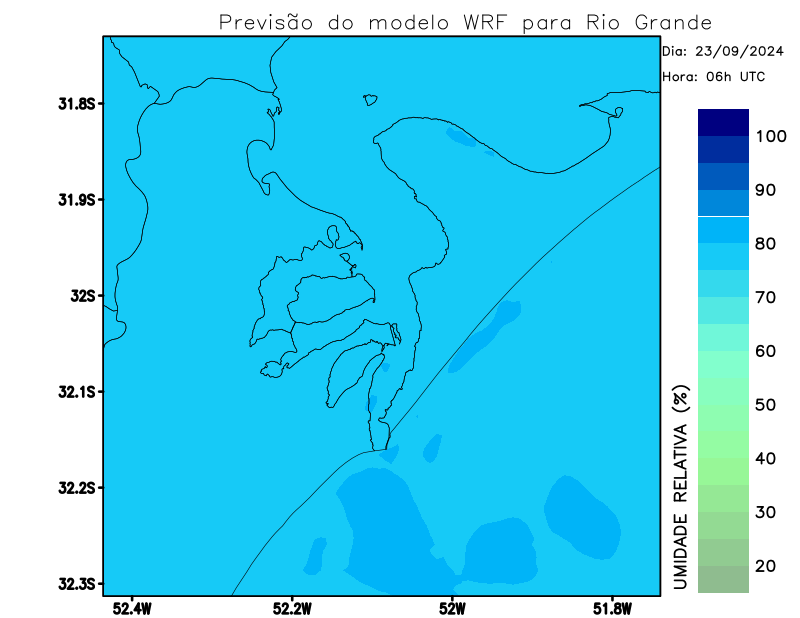 Previsão do modelo WRF para Rio Grande
Dia: 23/09/2024
Hora: 06h UTC
31.8S
31.9S
32S
32.1S
32.2S
32.3S
52.4W
52.2W
52W
51.8W
100
90
80
70
60
50
40
30
20
UMIDADE RELATIVA (%)